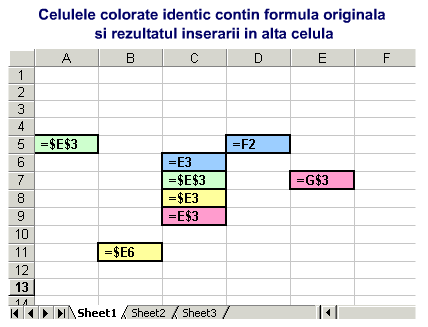 Celulele colorate identic contin formula originala
si rezultatul inserarii in alta celula
A B C D E F
1
2
3
4
5 =$E$3 =F2
6 =E3
7 =$E$3 =G$3
8 =$E3
9 =E$3
10
11 =$E6
12
13
14
Sheet1 Sheet2 Sheet3